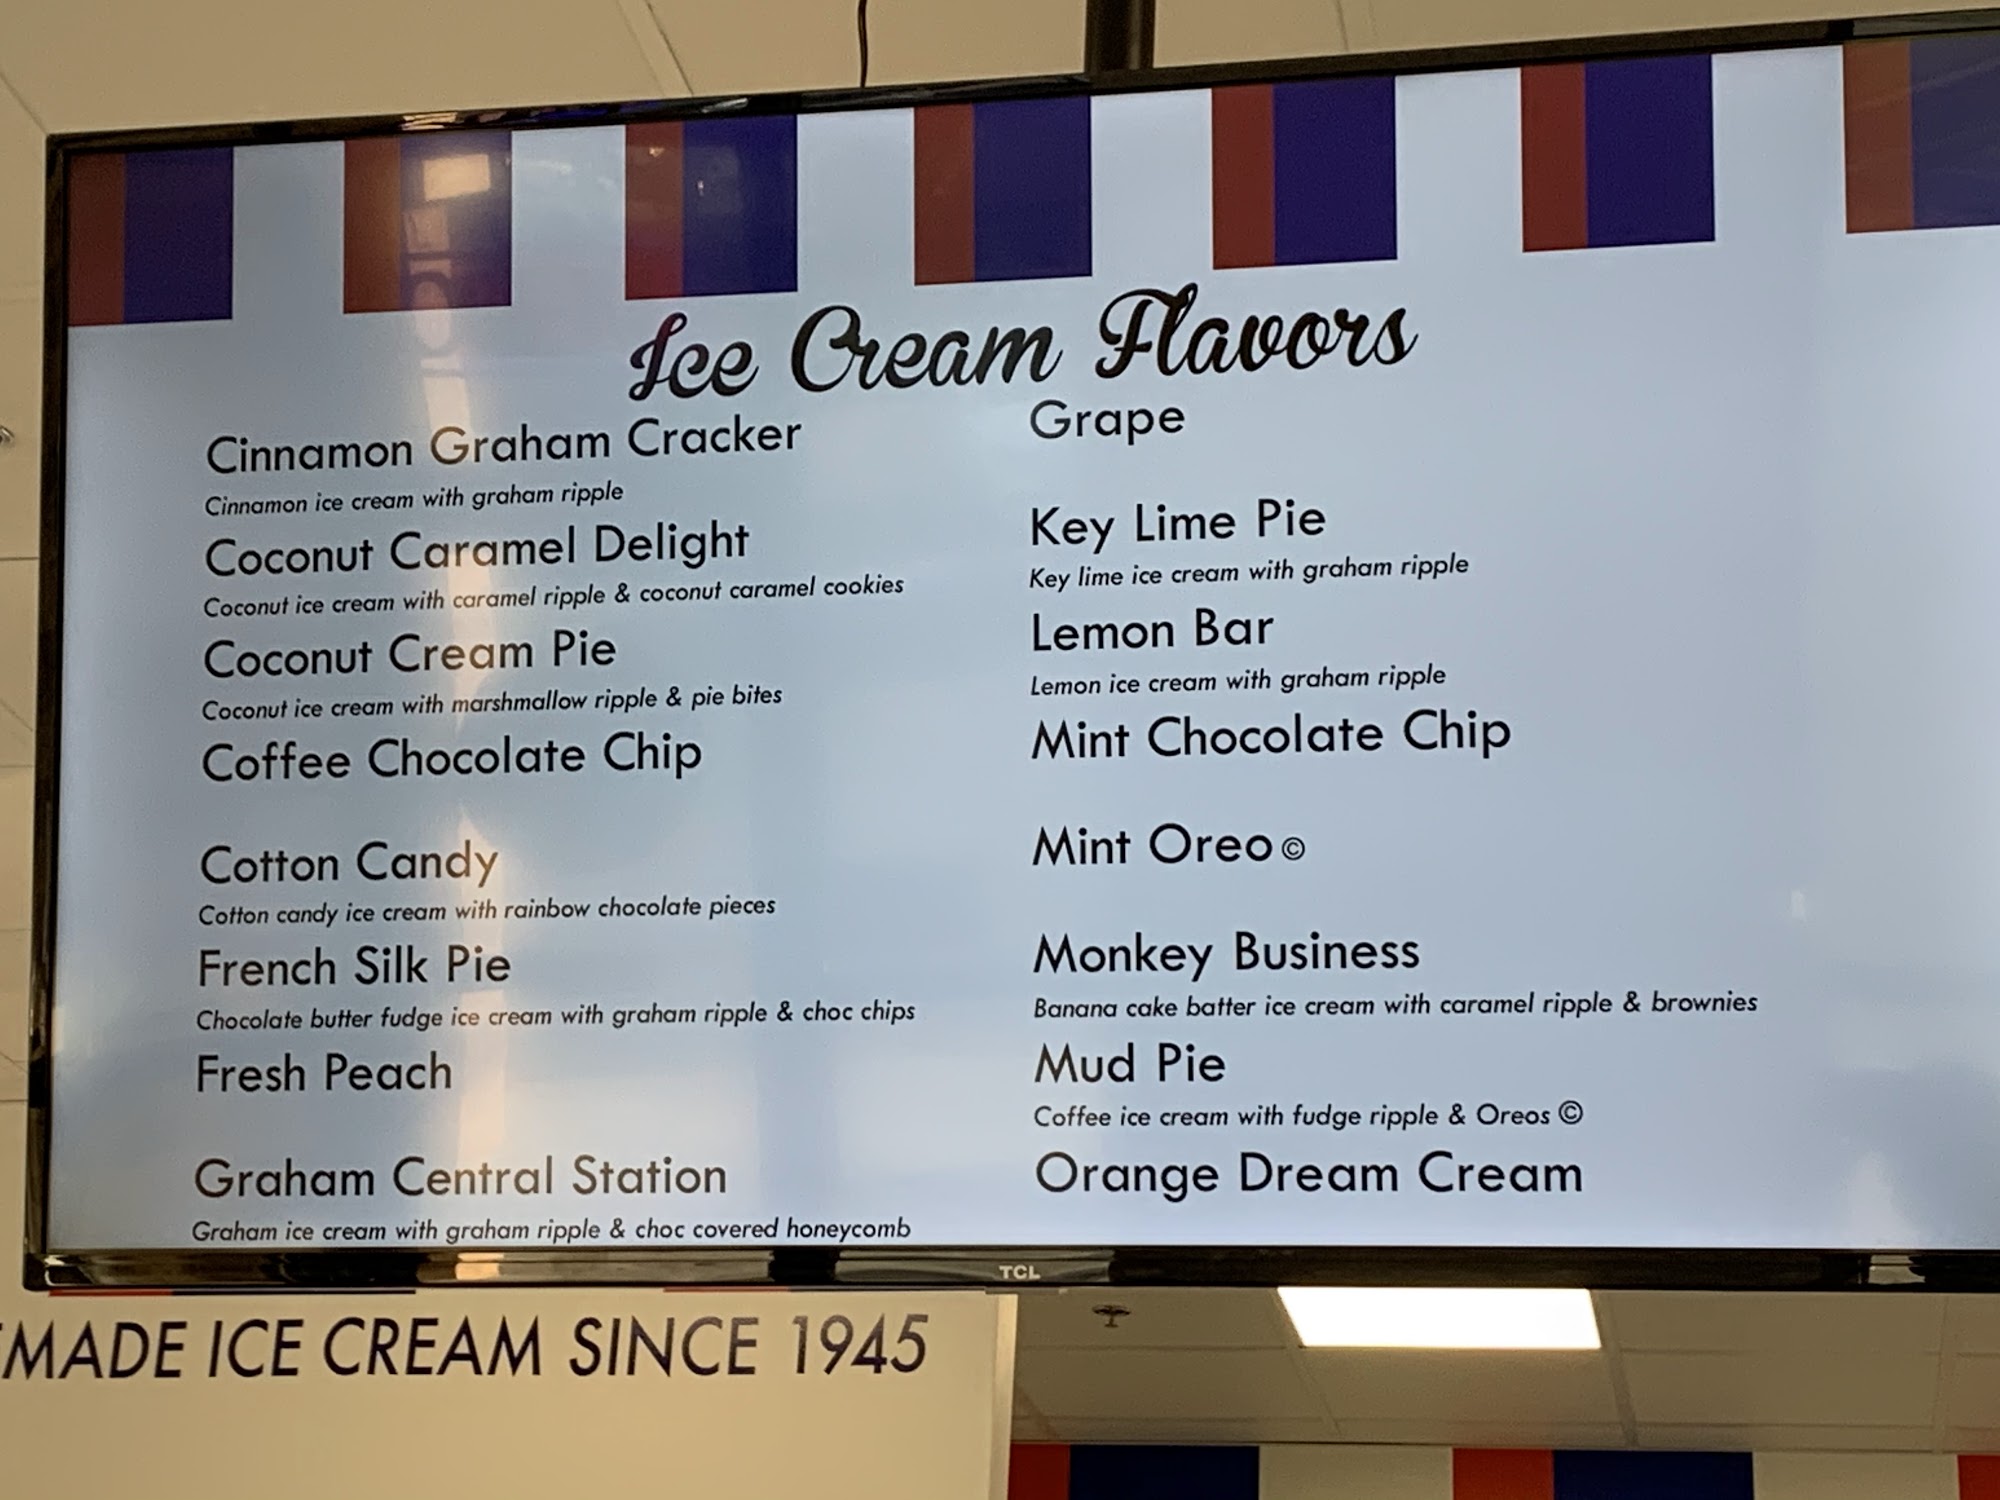 Ice Cream Flavors
Cinnamon Graham Cracker
Cinnamon ice cream with graham ripple
Coconut Caramel Delight
Coconut ice cream with caramel ripple & coconut caramel cookies
Coconut Cream Pie
Coconut ice cream with marshmallow ripple & pie bites
Coffee Chocolate Chip
Cotton Candy
Cotton candy ice cream with rainbow chocolate pieces
French Silk Pie
Chocolate butter fudge ice cream with graham ripple & choc chips
Fresh Peach
Graham Central Station
Graham ice cream with graham ripple & choc covered honeycomb
Grape
Key Lime Pie
Key lime ice cream with graham ripple
Lemon Bar
Lemon ice cream with graham ripple
Mint Chocolate Chip
Mint Oreo ©
Monkey Business
Banana cake batter ice cream with caramel ripple & brownies
Mud Pie
Coffee ice cream with fudge ripple & Oreos ©
Orange Dream Cream
TCL
MADE ICE CREAM SINCE 1945